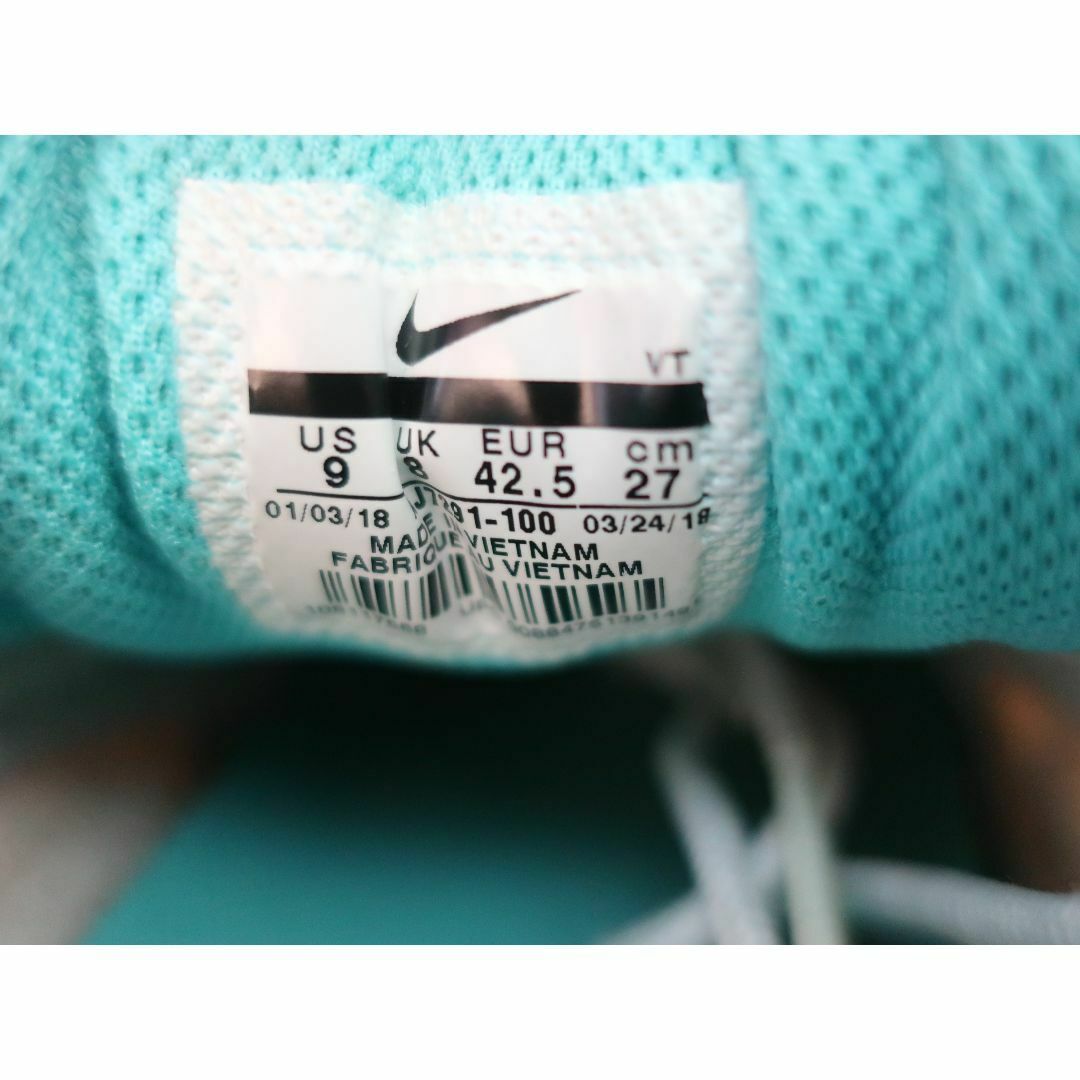 VT
US UK EUR cm
9 8 42.5 27
01/03/18 91-100 03/24/18
MADE VIETNAM
FABRIQUE U VIETNAM